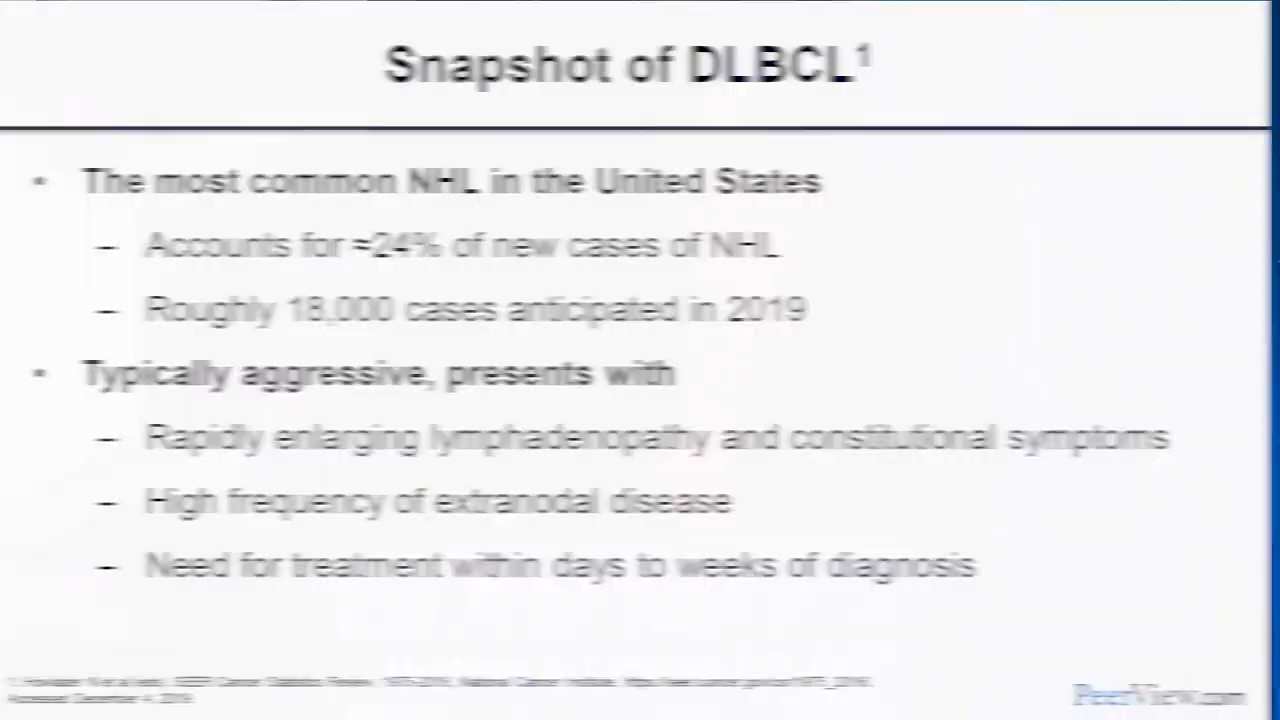 Snapshot of DLBCL¹
• The most common NHL in the United States
– Accounts for ≈24% of new cases of NHL
– Roughly 18,000 cases anticipated in 2019
• Typically aggressive, presents with
– Rapidly enlarging lymphadenopathy and constitutional symptoms
– High frequency of extranodal disease
– Need for treatment within days to weeks of diagnosis
PeerView.com